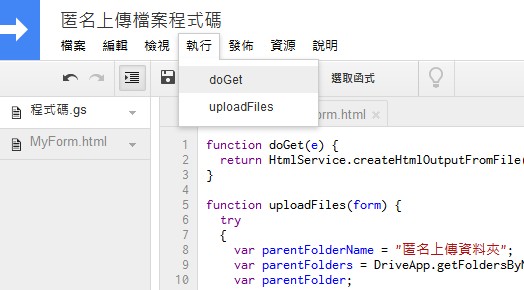 匿名上傳檔案程式碼
檔案 編輯 檢視 執行 發佈 資源 說明
doGet
選取函式
uploadFiles
程式碼.gs
MyForm.html
rm.html ×
1 function doGet(e) {
2 return HtmlService.createHtmlOutputFromFile(
3 }
4
5 function uploadFiles(form) {
6 try
7 {
8 var parentFolderName = "匿名上傳資料夾";
9 var parentFolders = DriveApp.getFoldersByN
10 var parentFolder;